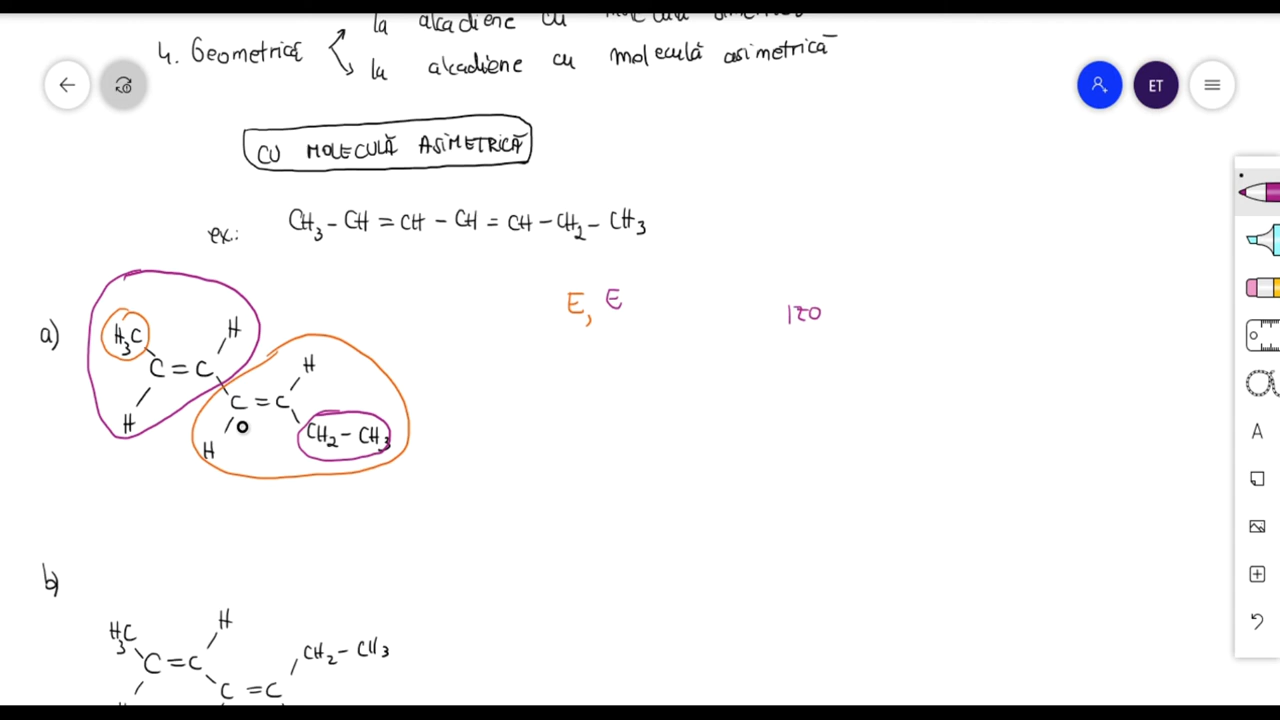 la alcadiene cu
4. Geometrică
la alcadiene cu moleculă asimetrică
ET
CU MOLECULĂ ASIMETRICĂ
ex.: CH3 - CH = CH - CH = CH - CH2 - CH3
E, E
120
a)
H3C H
C = C H
H C = C
H CH2 - CH3
A
b)
H3C H
C = C CH2 - CH3
C = C